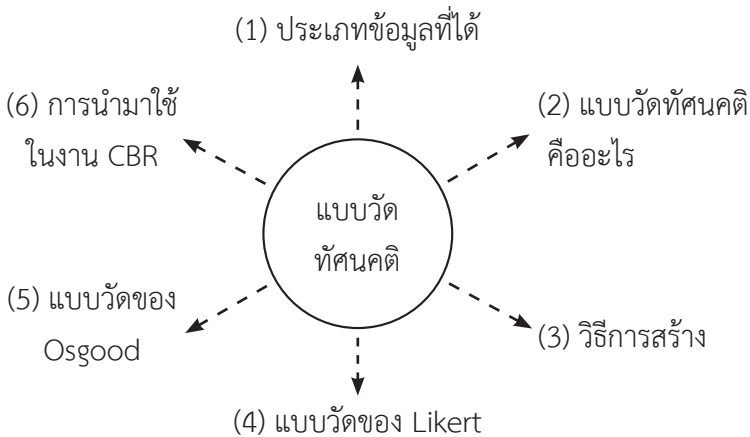 (1) ประเภทข้อมูลที่ได้
(2) แบบวัดทัศนคติ
คืออะไร
(3) วิธีการสร้าง
(4) แบบวัดของ Likert
(5) แบบวัดของ
Osgood
(6) การนำมาใช้
ในงาน CBR
แบบวัด
ทัศนคติ